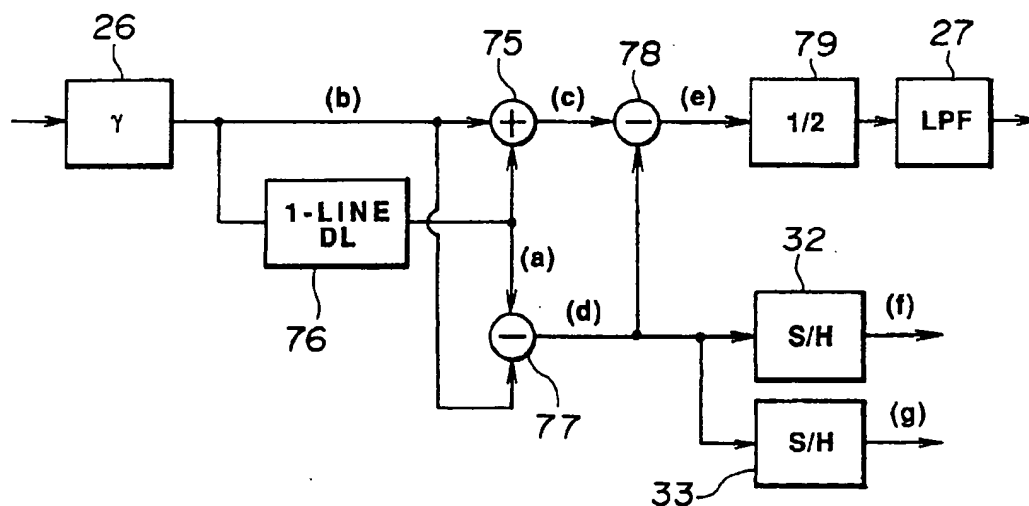 26
75
78
79
27
γ
(b)
+
(c)
−
(e)
1/2
LPF
1-LINE
DL
76
(a)
−
(d)
77
32
S/H
(f)
S/H
(g)
33